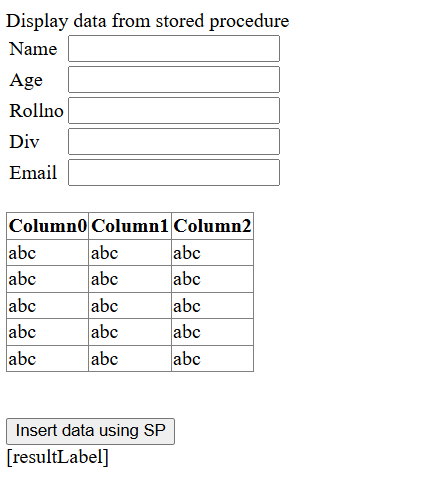 Display data from stored procedure
Name
Age
Rollno
Div
Email
Column0 Column1 Column2
abc abc abc
abc abc abc
abc abc abc
abc abc abc
abc abc abc
Insert data using SP
[resultLabel]